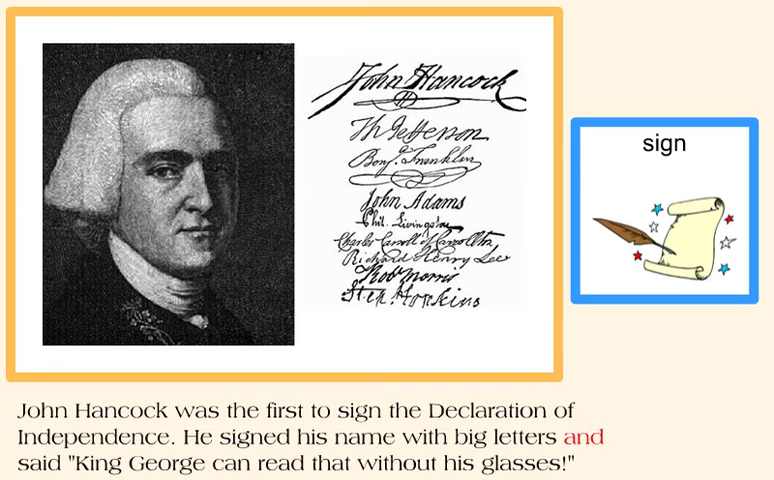 John Hancock
Th Jefferson
Benj. Franklin
John Adams
Phil. Livingston
Charles Carroll of Carrollton
Richard Henry Lee
Rob Morris
Step. Hopkins
sign
John Hancock was the first to sign the Declaration of
Independence. He signed his name with big letters and
said "King George can read that without his glasses!"